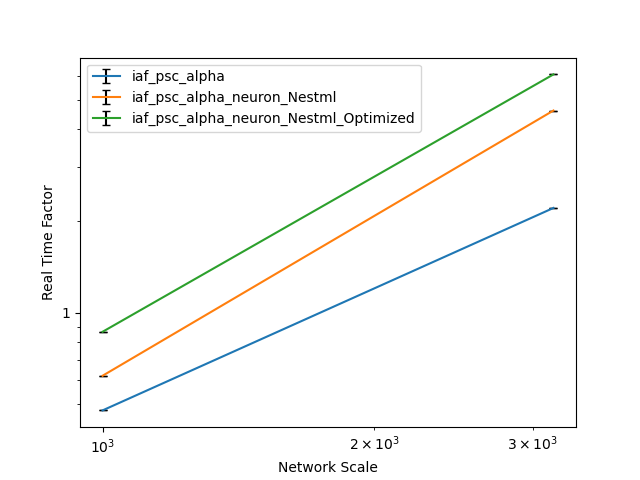 iaf_psc_alpha
iaf_psc_alpha_neuron_Nestml
iaf_psc_alpha_neuron_Nestml_Optimized
Real Time Factor
1
10³
2 × 10³
3 × 10³
Network Scale